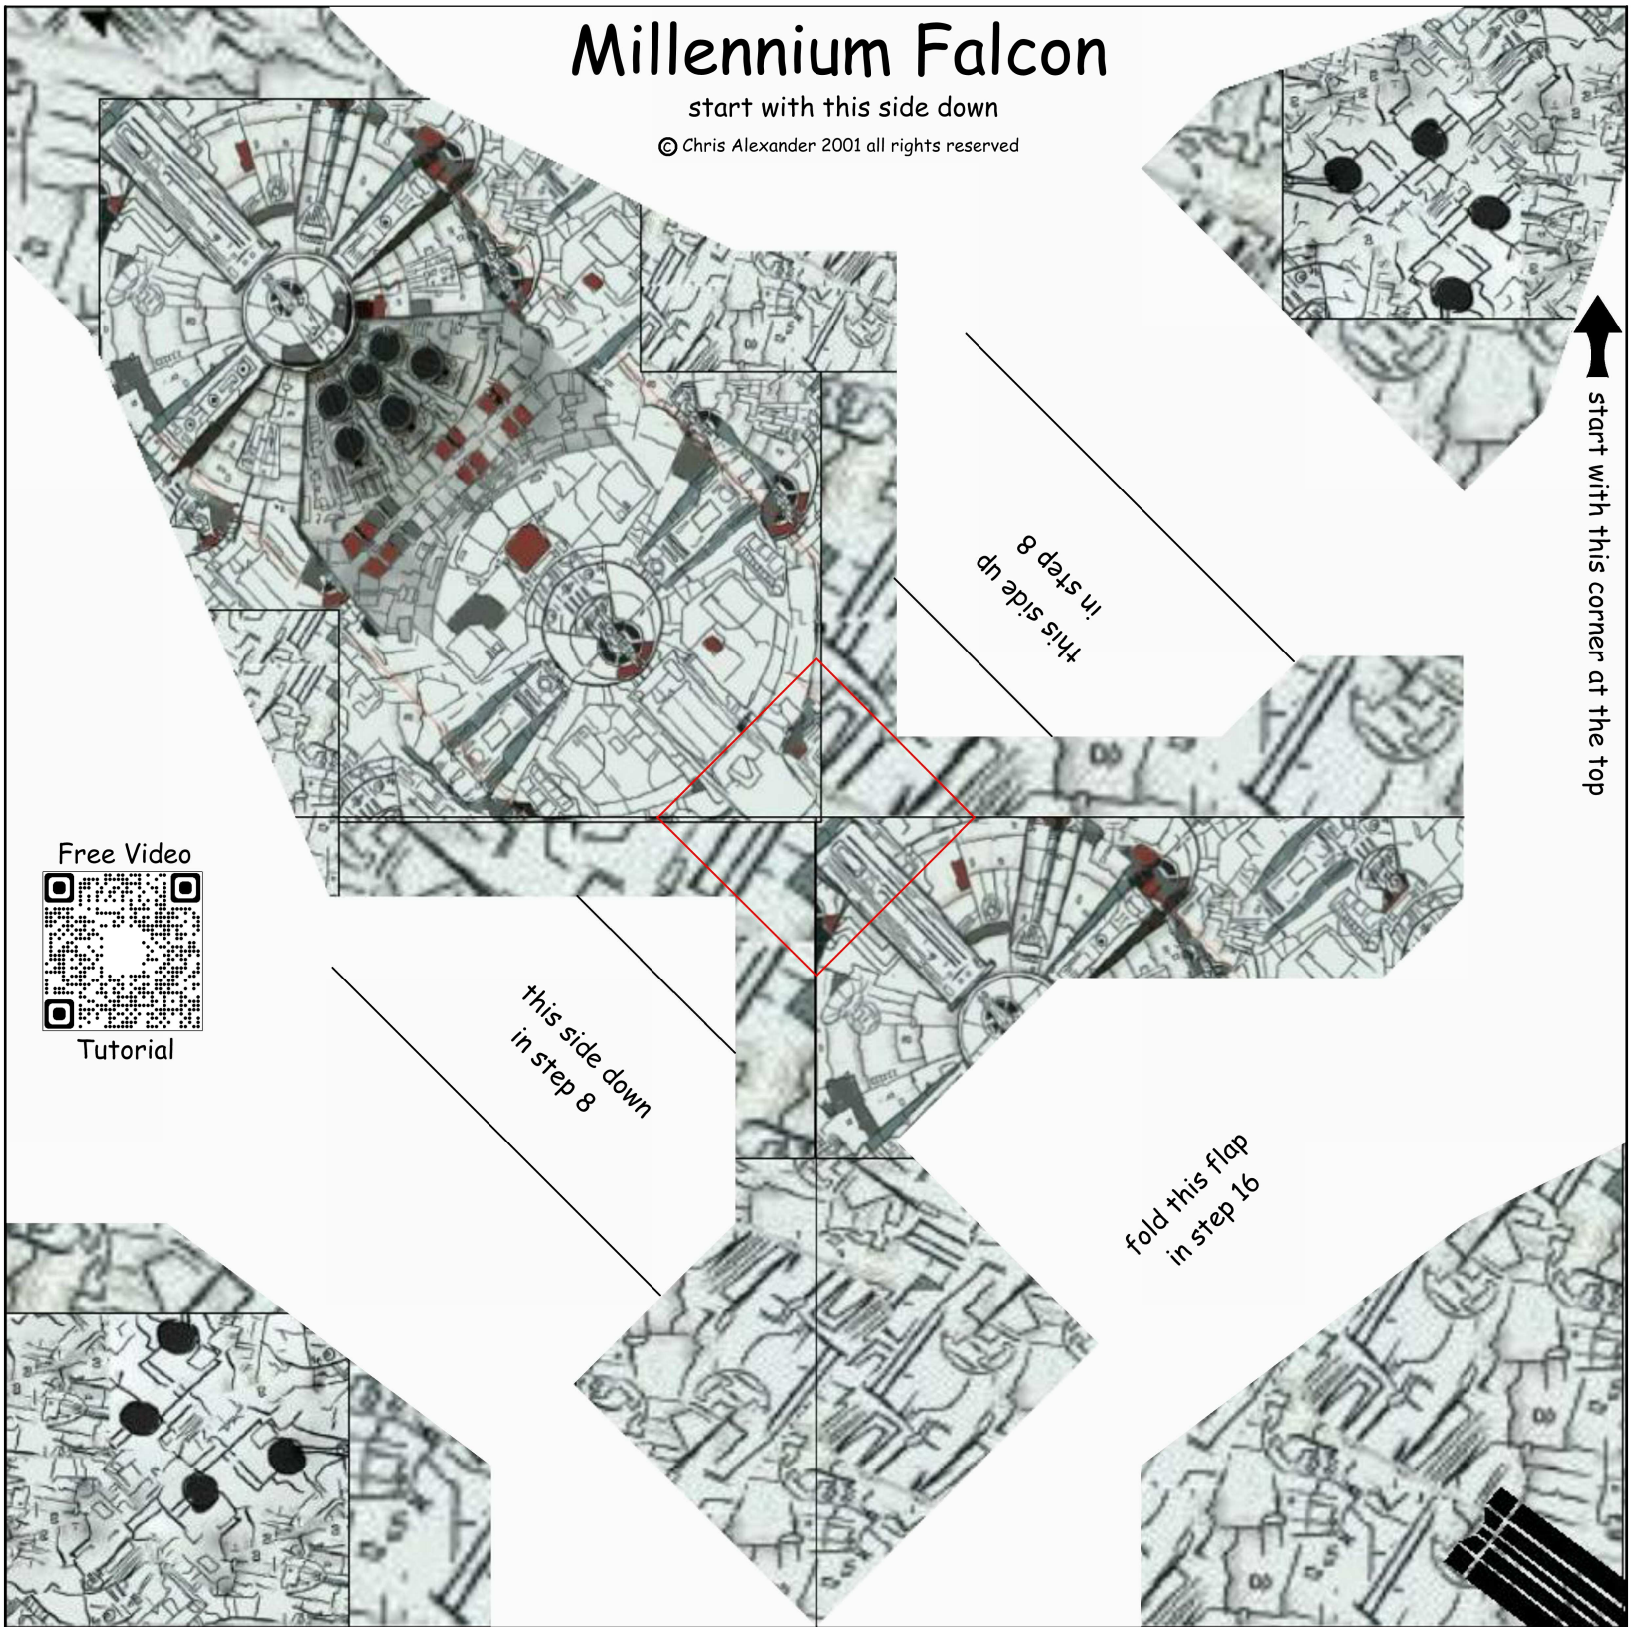 Millennium Falcon
start with this side down
© Chris Alexander 2001 all rights reserved
start with this corner at the top
this side up
in step 8
Free Video
Tutorial
this side down
in step 8
fold this flap
in step 16